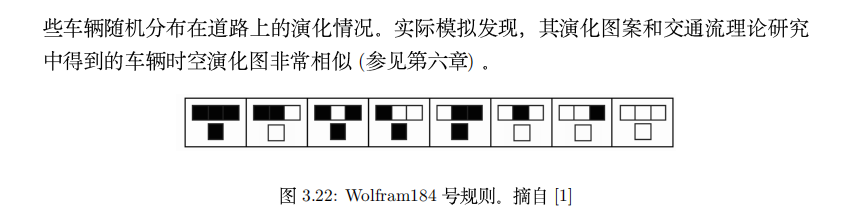 些车辆随机分布在道路上的演化情况。实际模拟发现，其演化图案和交通流理论研究
中得到的车辆时空演化图非常相似 (参见第六章) 。
图 3.22: Wolfram184 号规则。摘自 [1]